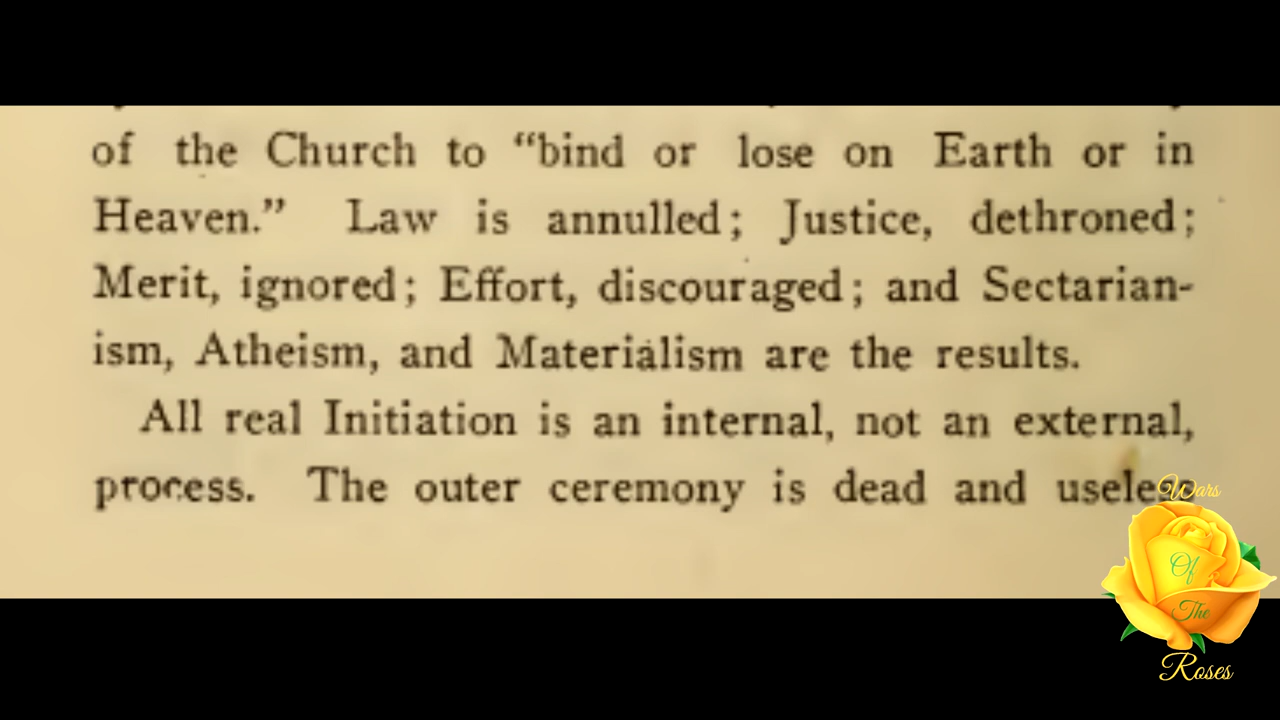 of the Church to “bind or lose on Earth or in
Heaven.” Law is annulled; Justice, dethroned;
Merit, ignored; Effort, discouraged; and Sectarian-
ism, Atheism, and Materialism are the results.
All real Initiation is an internal, not an external,
process. The outer ceremony is dead and useless
Wars
Of
The
Roses